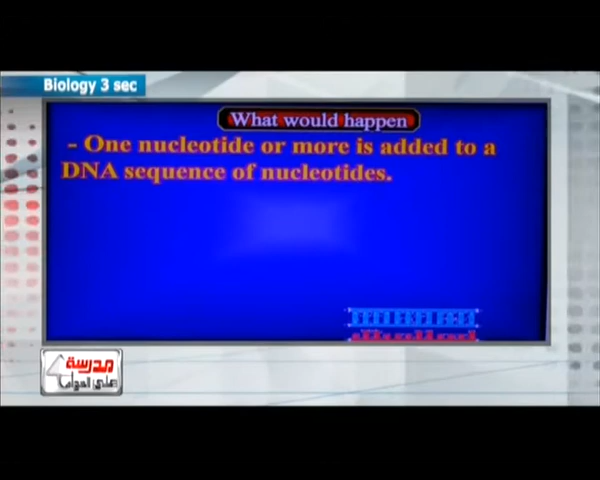 Biology 3 sec
What would happen
- One nucleotide or more is added to a
DNA sequence of nucleotides.
مدرسة
على الهواء